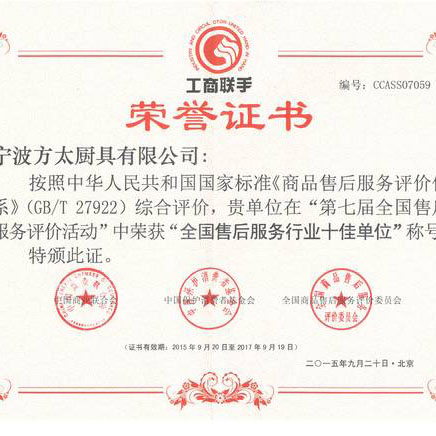 工商联手
编号:CCASS07059
荣誉证书
宁波方太厨具有限公司:
按照中华人民共和国国家标准《商品售后服务评价
系》(GB/T 27922)综合评价,贵单位在“第七届全国售
服务评价活动”中荣获“全国售后服务行业十佳单位”称号
特颁此证。
中国商业联合会 中国保护消费者基金会 全国商品售后服务评价委员会
(证书有效期:2015年9月20日至2017年9月19日)
二〇一五年九月二十日·北京